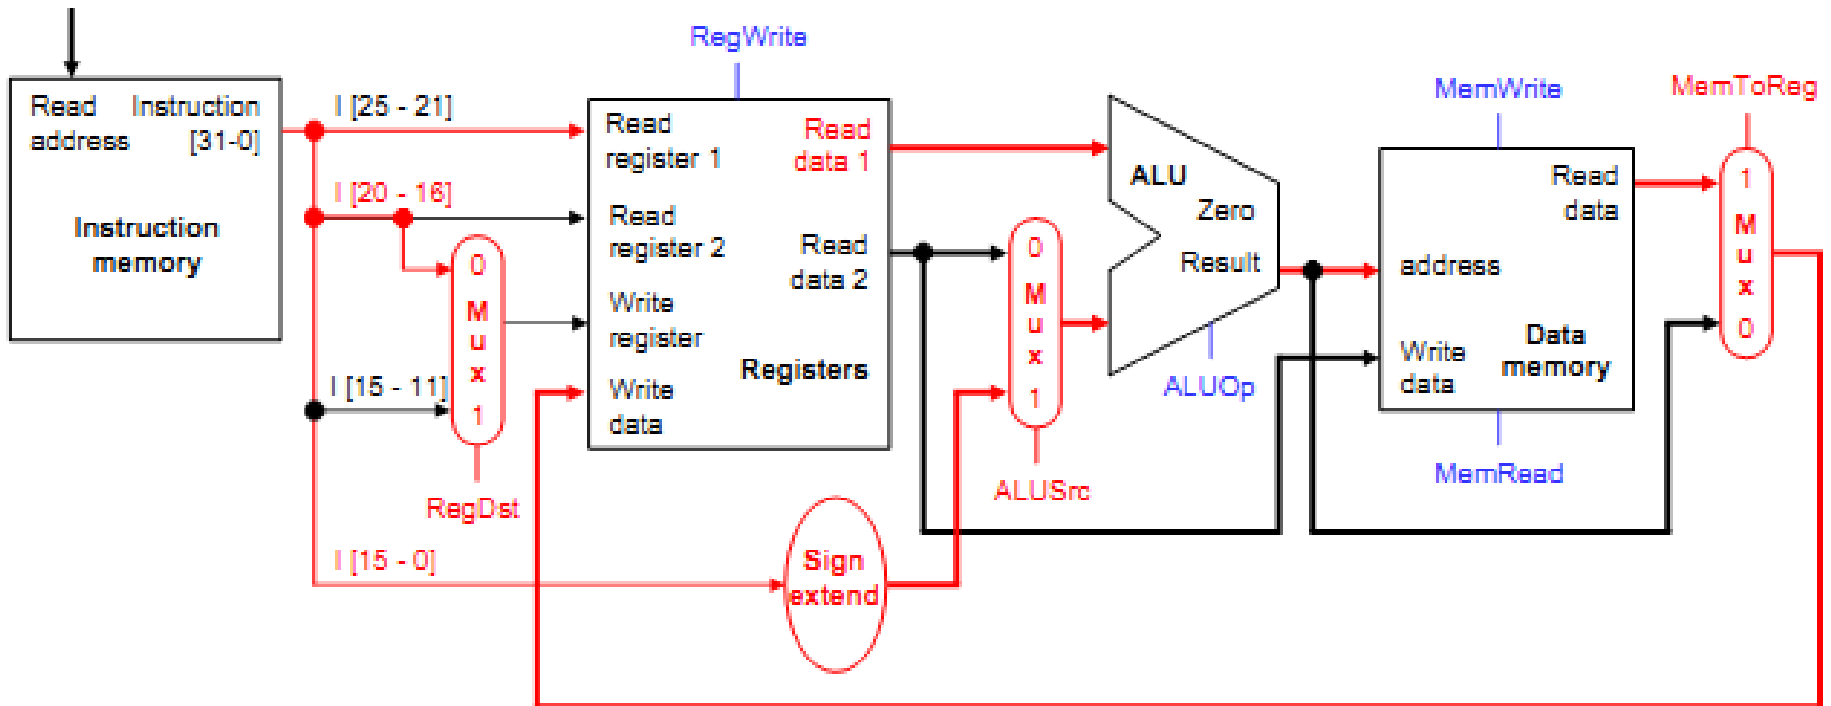 RegWrite
MemWrite
MemToReg
Read address
Instruction [31-0]
Instruction memory
I [25 - 21]
I [20 - 16]
I [15 - 11]
I [15 - 0]
0
M
u
x
1
RegDst
Read register 1
Read register 2
Write register
Write data
Read data 1
Read data 2
Registers
Sign extend
0
M
u
x
1
ALUSrc
ALU
Zero
Result
ALUOp
address
Write data
Read data
Data memory
MemRead
1
M
u
x
0